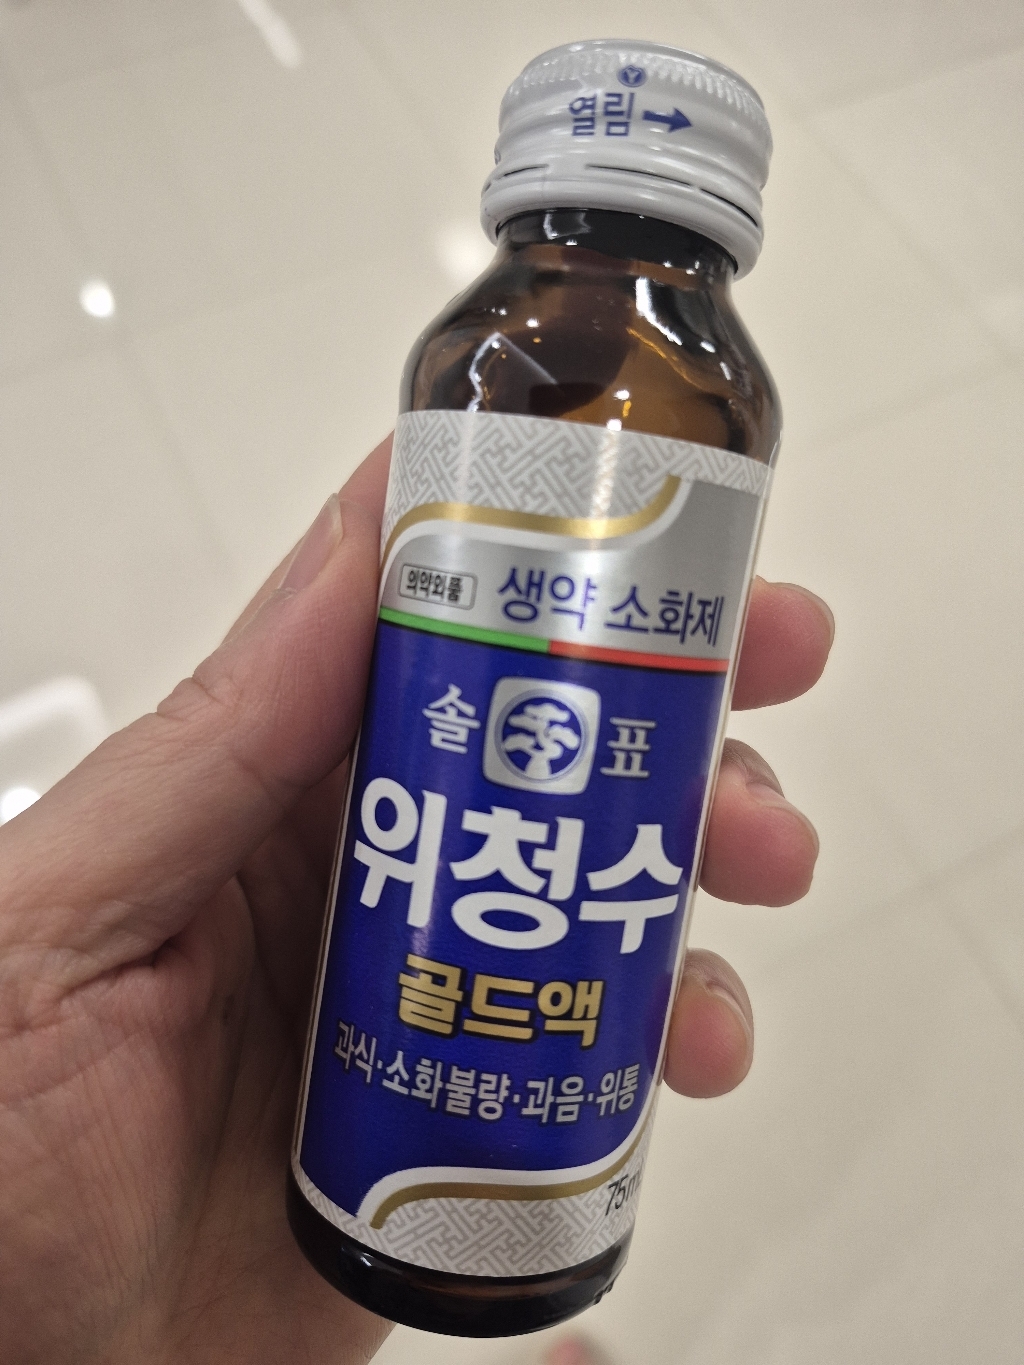 열림→
의약외품 생약 소화제
솔표
위청수
골드액
과식·소화불량·과음·위통
75mL